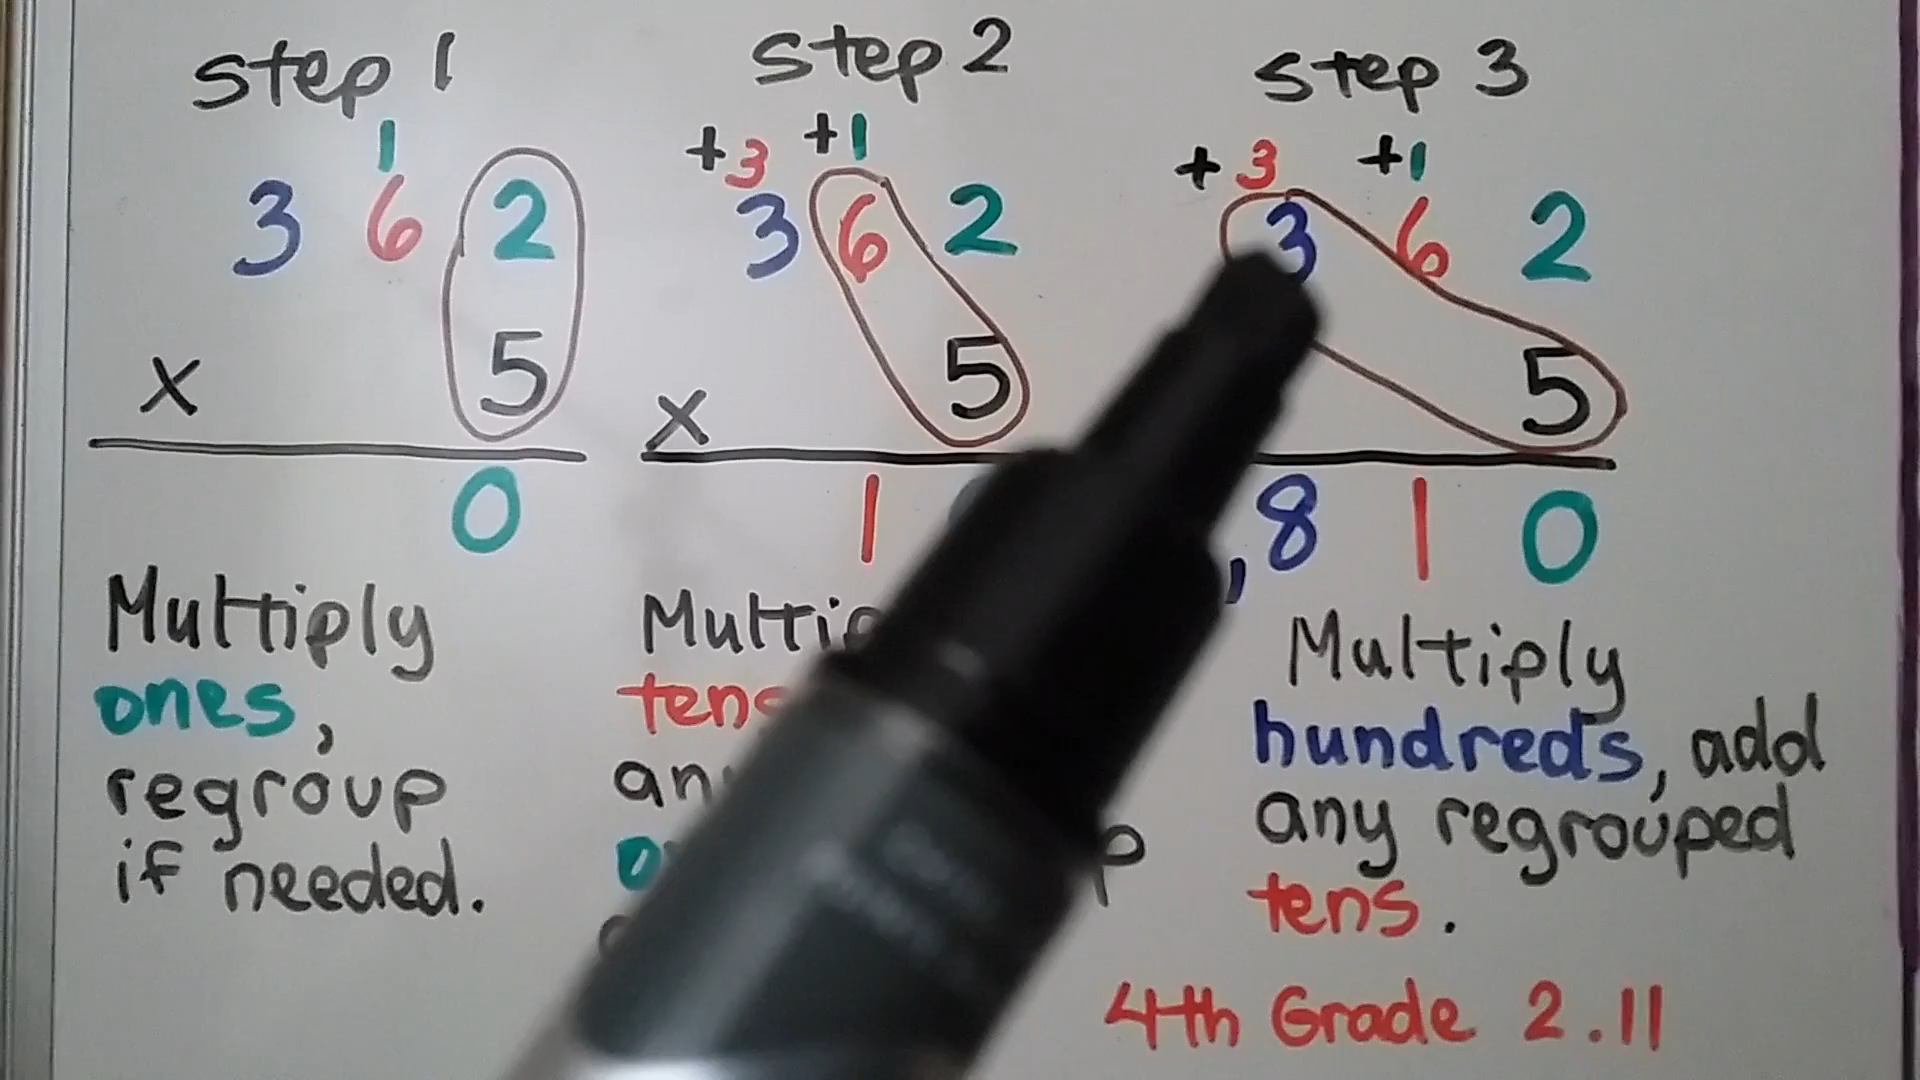 step 1
1
3 6 2
x 5
0
Multiply
ones,
regroup
if needed.
step 2
+3 +1
3 6 2
x 5
1
tens
step 3
+3 +1
3 6 2
5
,8 1 0
Multiply
hundreds, add
any regrouped
tens.
4th Grade 2.11